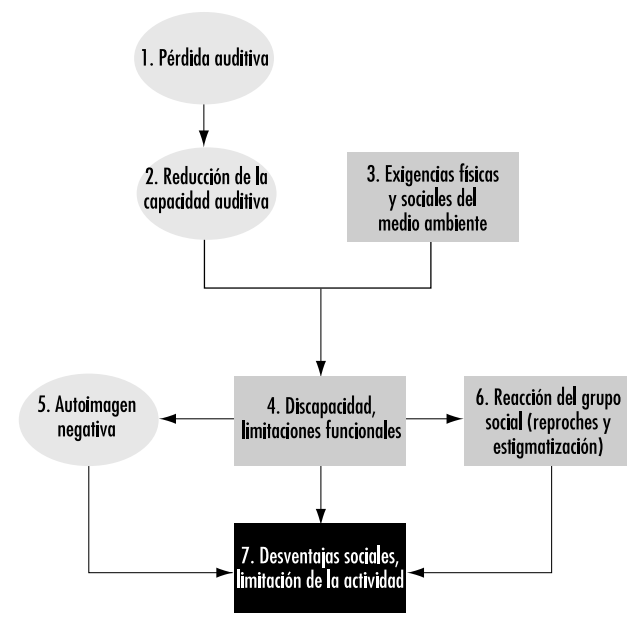 1. Pérdida auditiva
2. Reducción de la
capacidad auditiva
3. Exigencias físicas
y sociales del
medio ambiente
5. Autoimagen
negativa
4. Discapacidad,
limitaciones funcionales
6. Reacción del grupo
social (reproches y
estigmatización)
7. Desventajas sociales,
limitación de la actividad